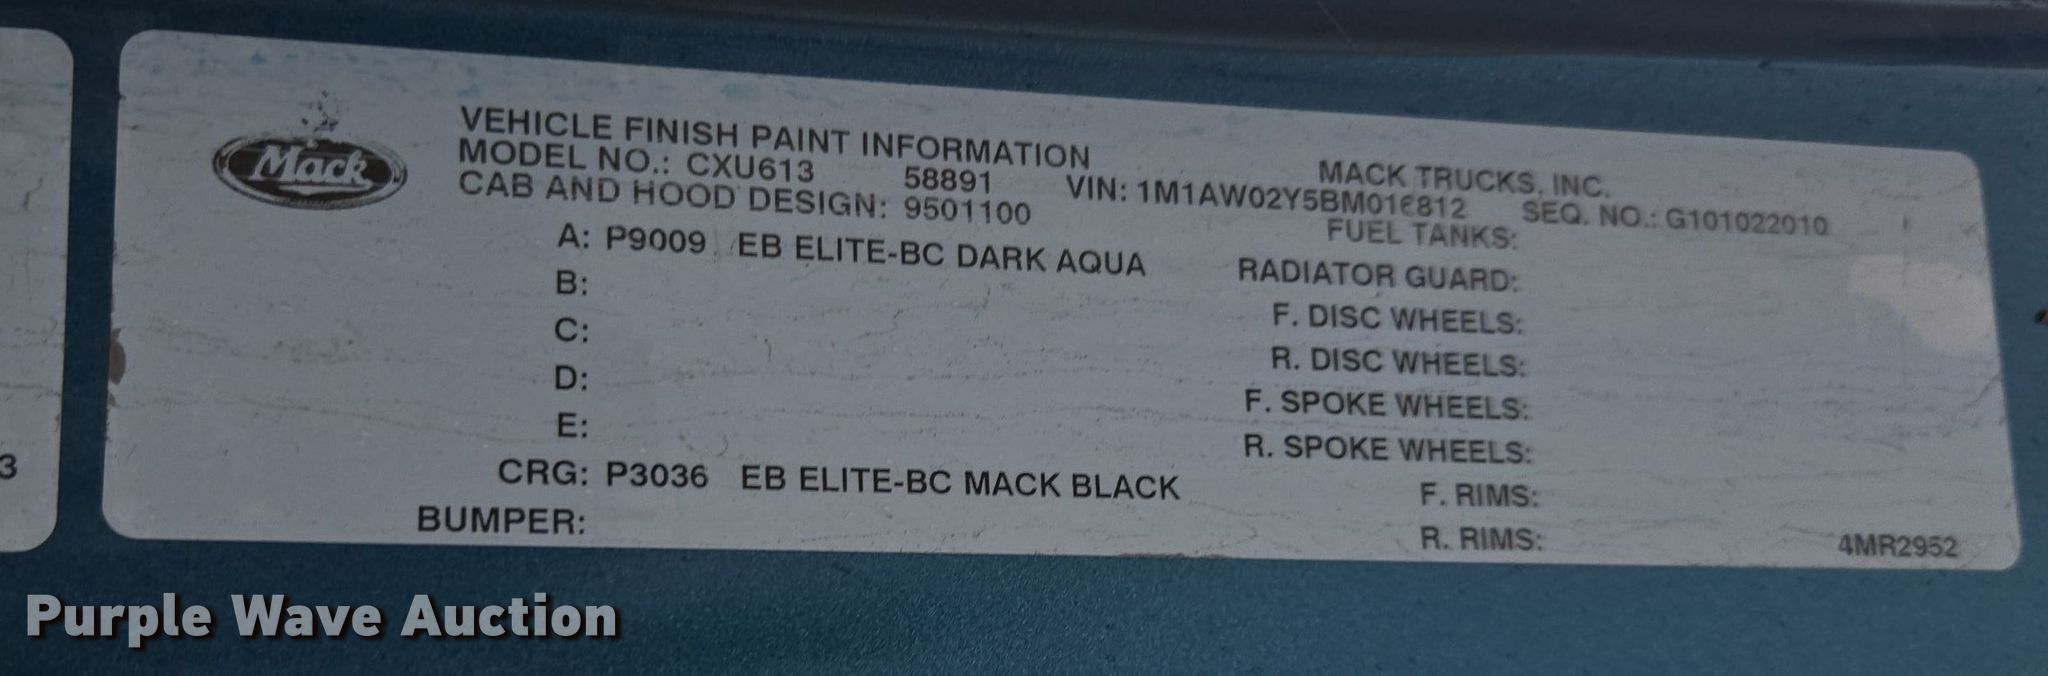 Mack
VEHICLE FINISH PAINT INFORMATION
MACK TRUCKS, INC.
MODEL NO.: CXU613 58891 VIN: 1M1AW02Y5BM016812 SEQ. NO.: G101022010
CAB AND HOOD DESIGN: 9501100
FUEL TANKS:
A: P9009 EB ELITE-BC DARK AQUA
RADIATOR GUARD:
B:
F. DISC WHEELS:
C:
R. DISC WHEELS:
D:
F. SPOKE WHEELS:
E:
R. SPOKE WHEELS:
CRG: P3036 EB ELITE-BC MACK BLACK
F. RIMS:
BUMPER:
R. RIMS:
4MR2952
3
Purple Wave Auction